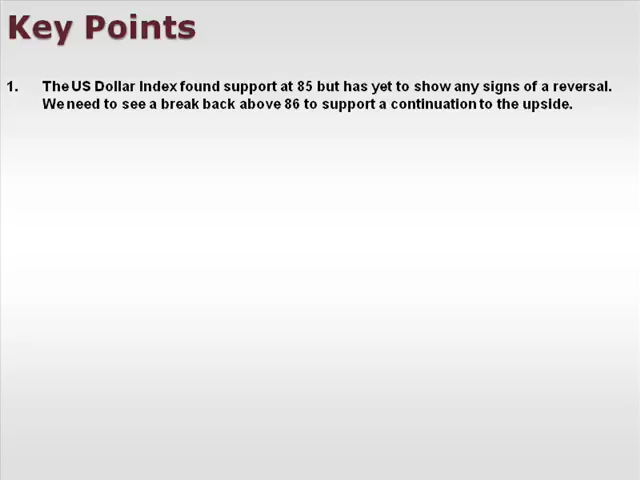 Key Points
1. The US Dollar Index found support at 85 but has yet to show any signs of a reversal.
We need to see a break back above 86 to support a continuation to the upside.